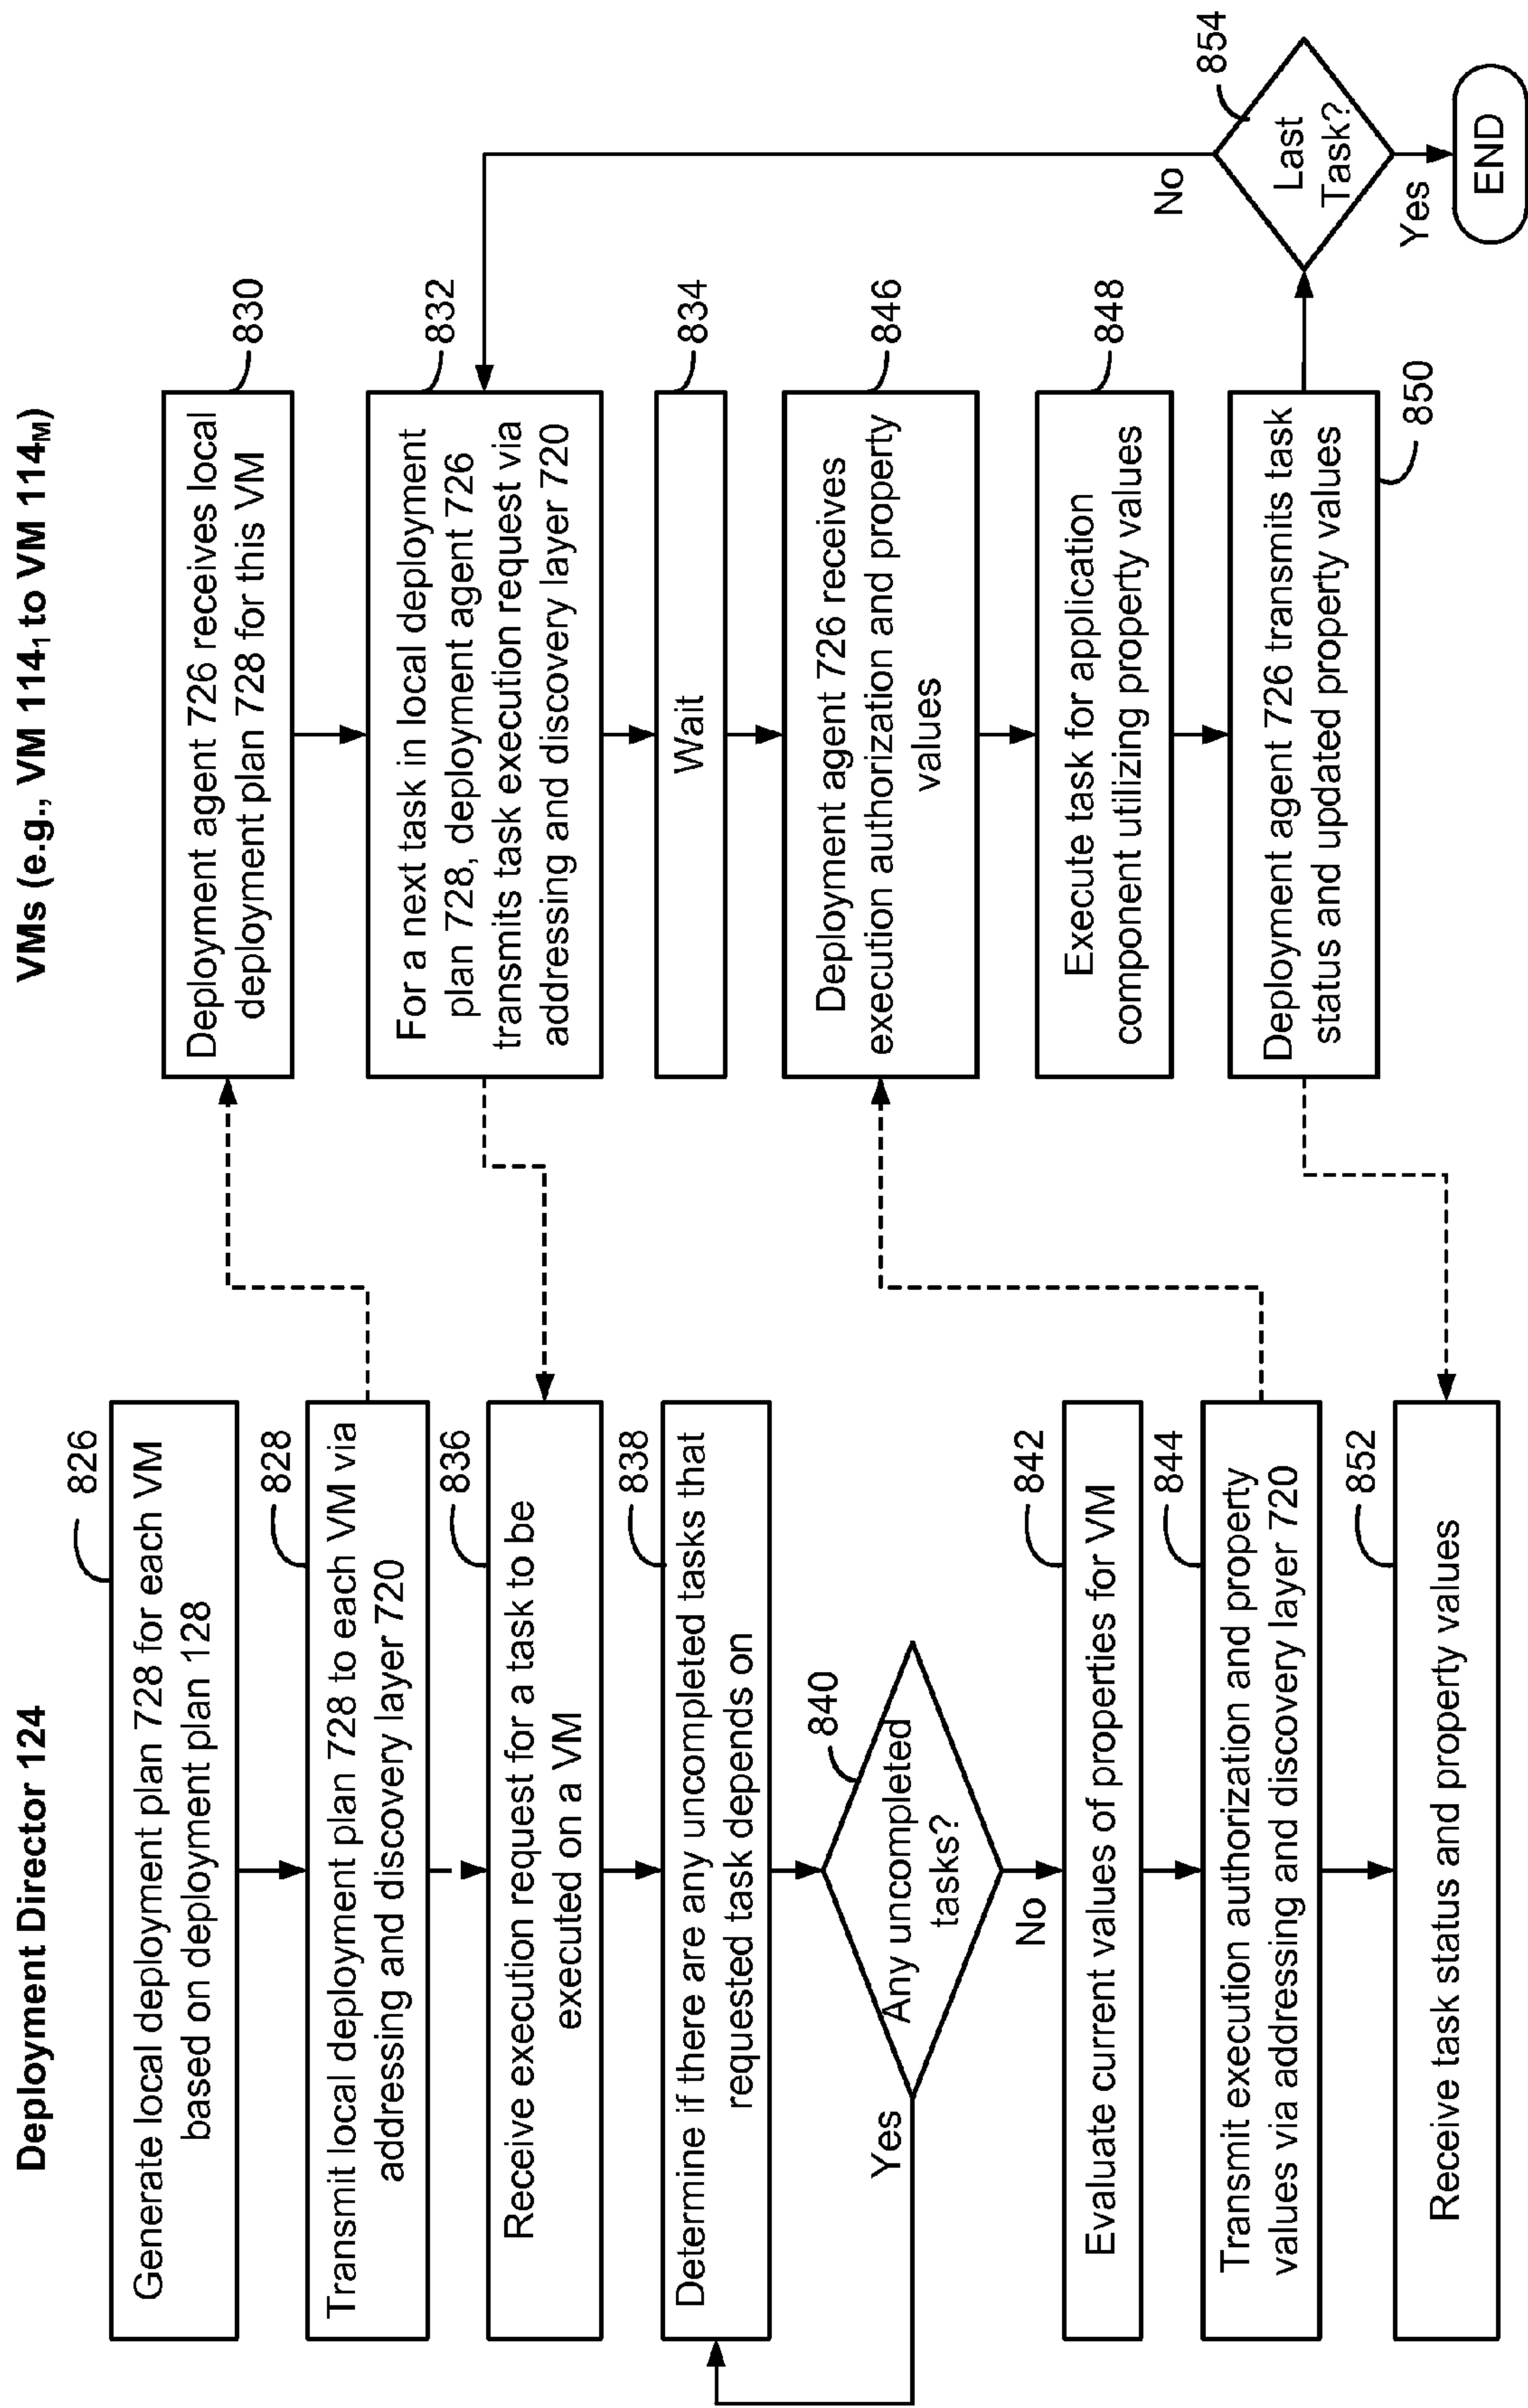 Deployment Director 124
826
Generate local deployment plan 728 for each VM
based on deployment plan 128
828
Transmit local deployment plan 728 to each VM via
addressing and discovery layer 720
836
Receive execution request for a task to be
executed on a VM
838
Determine if there are any uncompleted tasks that
requested task depends on
840
Any uncompleted
tasks?
Yes
No
842
Evaluate current values of properties for VM
844
Transmit execution authorization and property
values via addressing and discovery layer 720
852
Receive task status and property values
VMs (e.g., VM 114₁ to VM 114ₘ)
830
Deployment agent 726 receives local
deployment plan 728 for this VM
832
For a next task in local deployment
plan 728, deployment agent 726
transmits task execution request via
addressing and discovery layer 720
834
Wait
846
Deployment agent 726 receives
execution authorization and property
values
848
Execute task for application
component utilizing property values
Deployment agent 726 transmits task
status and updated property values
850
854
Last
Task?
No
Yes
END